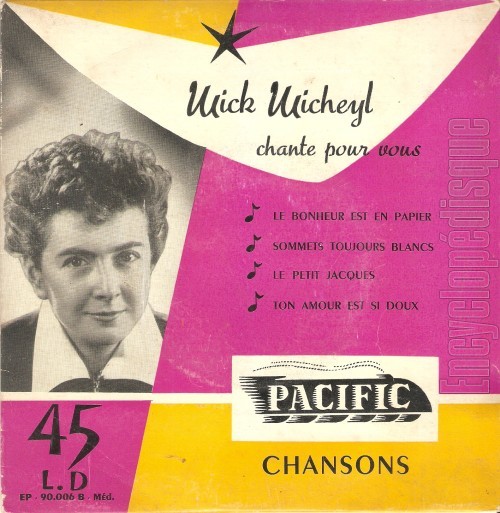 Mick Micheyl
chante pour vous
LE BONHEUR EST EN PAPIER
SOMMETS TOUJOURS BLANCS
LE PETIT JACQUES
TON AMOUR EST SI DOUX
PACIFIC
CHANSONS
45
L.D
EP - 90.006 B - Méd.
Encyclopédisque